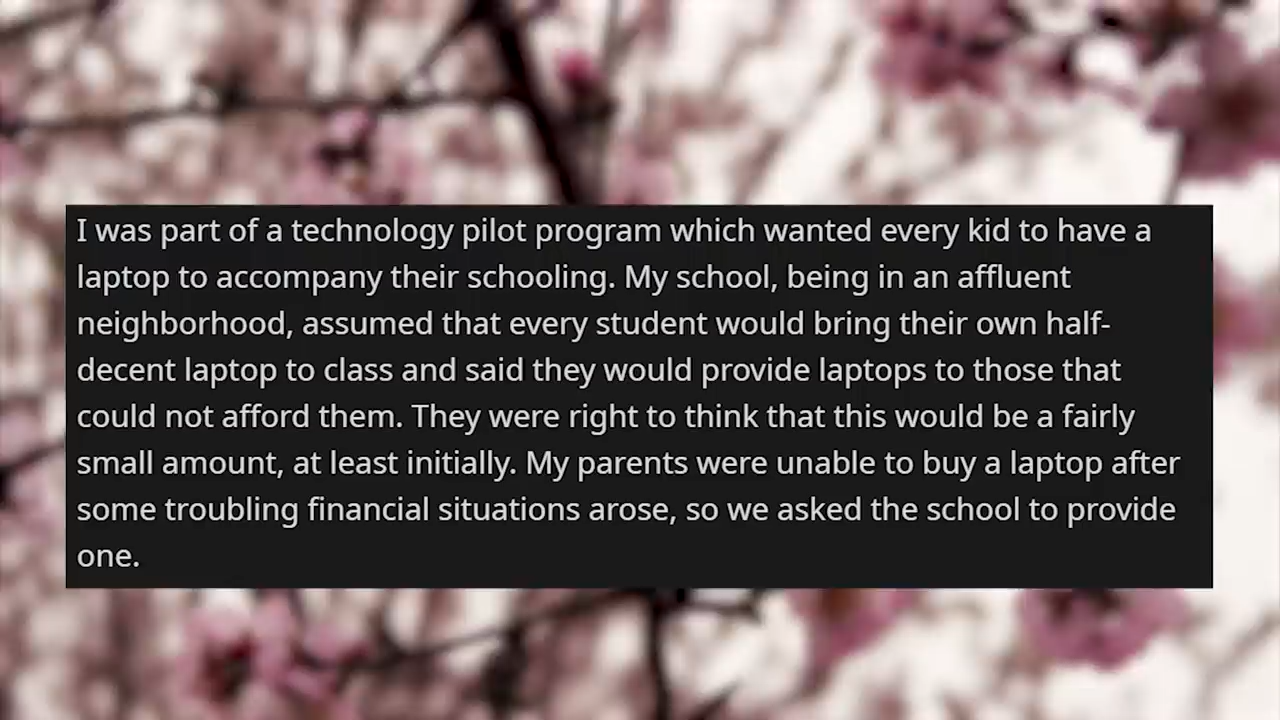 I was part of a technology pilot program which wanted every kid to have a
laptop to accompany their schooling. My school, being in an affluent
neighborhood, assumed that every student would bring their own half-
decent laptop to class and said they would provide laptops to those that
could not afford them. They were right to think that this would be a fairly
small amount, at least initially. My parents were unable to buy a laptop after
some troubling financial situations arose, so we asked the school to provide
one.